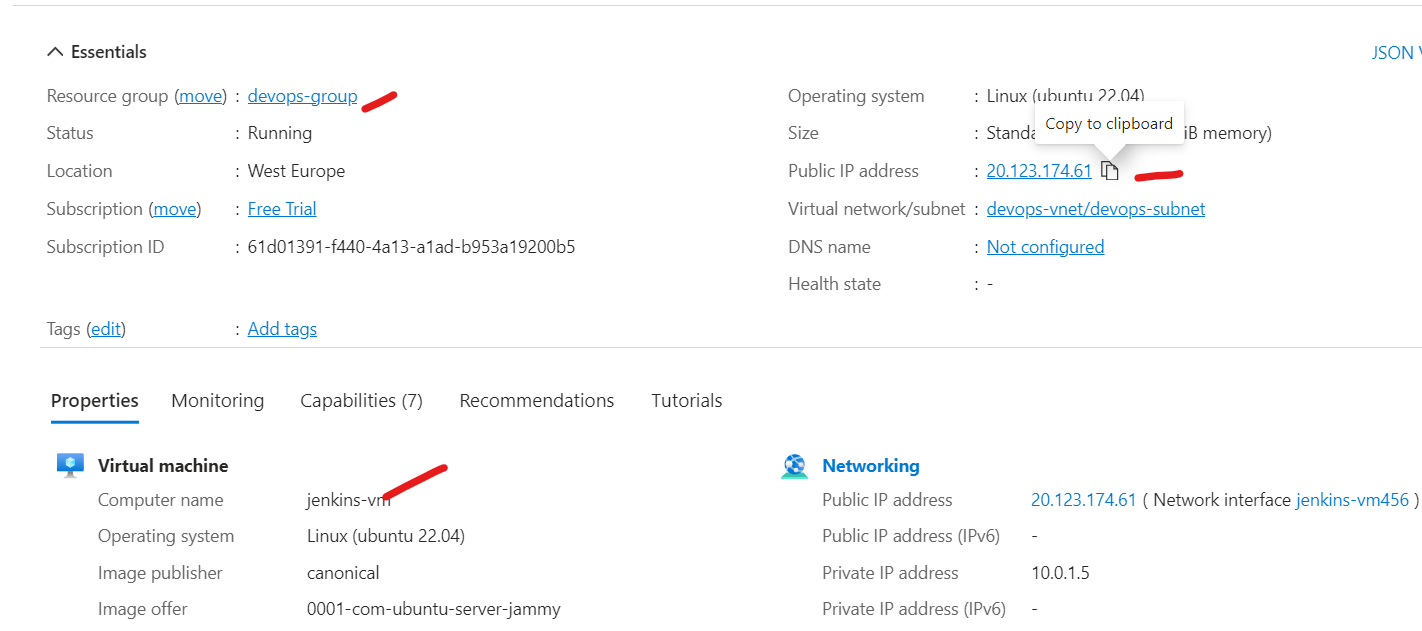 Essentials
JSON
Resource group (move) : devops-group
Status : Running
Location : West Europe
Subscription (move) : Free Trial
Subscription ID : 61d01391-f440-4a13-a1ad-b953a19200b5
Tags (edit) : Add tags
Operating system : Linux (ubuntu 22.04)
Copy to clipboard
Size : iB memory)
Public IP address : 20.123.174.61
Virtual network/subnet : devops-vnet/devops-subnet
DNS name : Not configured
Health state : -
Properties Monitoring Capabilities (7) Recommendations Tutorials
Virtual machine
Computer name jenkins-vm
Operating system Linux (ubuntu 22.04)
Image publisher canonical
Image offer 0001-com-ubuntu-server-jammy
Networking
Public IP address 20.123.174.61 ( Network interface jenkins-vm456 )
Public IP address (IPv6) -
Private IP address 10.0.1.5
Private IP address (IPv6) -